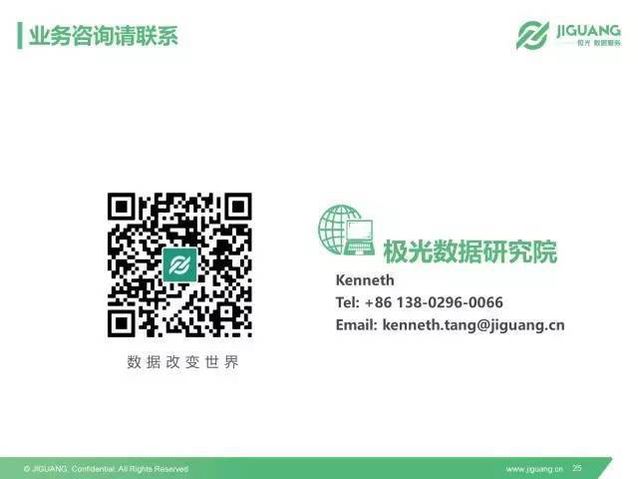 业务咨询请联系
JIGUANG
极光 数据服务
极光数据研究院
Kenneth
Tel: +86 138-0296-0066
Email: kenneth.tang@jiguang.cn
数据改变世界
© JIGUANG. Confidential. All Rights Reserved
www.jiguang.cn 25